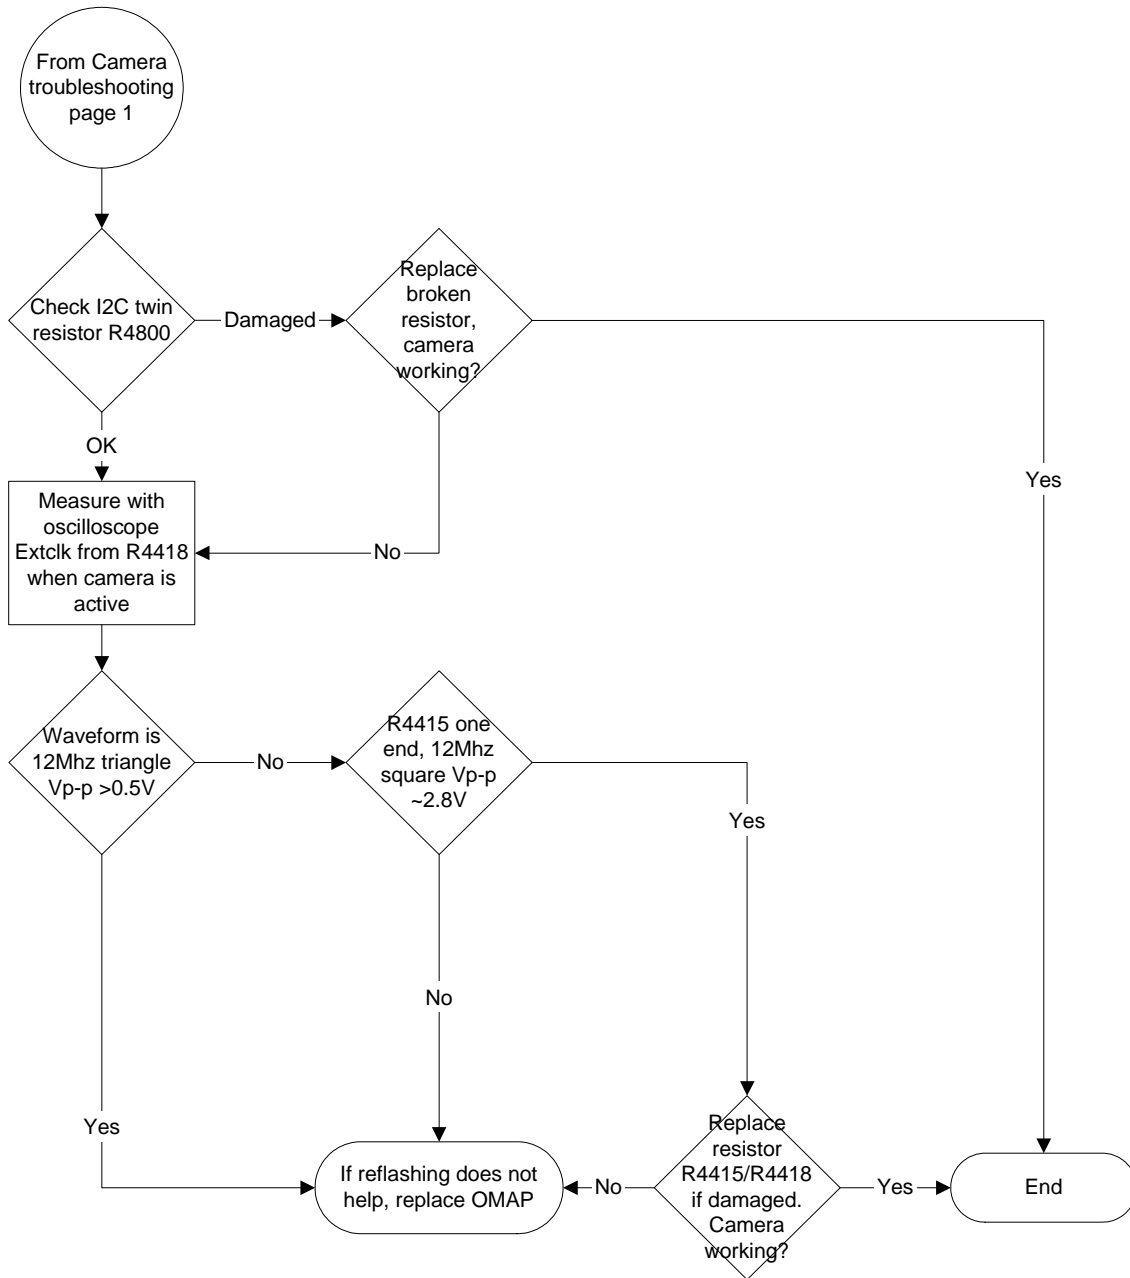 From Camera
troubleshooting
page 1
Check I2C twin
resistor R4800
Damaged
Replace
broken
resistor,
camera
working?
OK
Yes
Measure with
oscilloscope
Extclk from R4418
when camera is
active
No
Waveform is
12Mhz triangle
Vp-p >0.5V
No
R4415 one
end, 12Mhz
square Vp-p
~2.8V
Yes
No
Yes
If reflashing does not
help, replace OMAP
No
Replace
resistor
R4415/R4418
if damaged.
Camera
working?
Yes
End